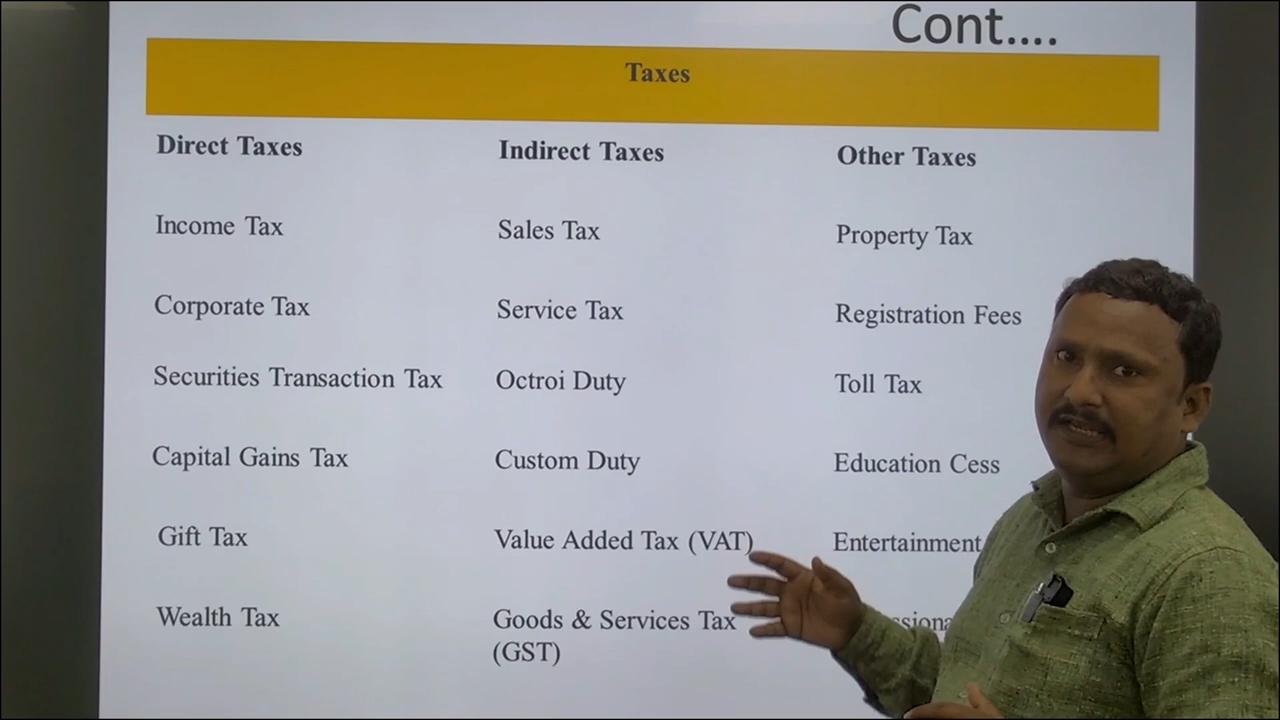 Cont....
Taxes
Direct Taxes Indirect Taxes Other Taxes
Income Tax Sales Tax Property Tax
Corporate Tax Service Tax Registration Fees
Securities Transaction Tax Octroi Duty Toll Tax
Capital Gains Tax Custom Duty Education Cess
Gift Tax Value Added Tax (VAT) Entertainment
Wealth Tax Goods & Services Tax
(GST)